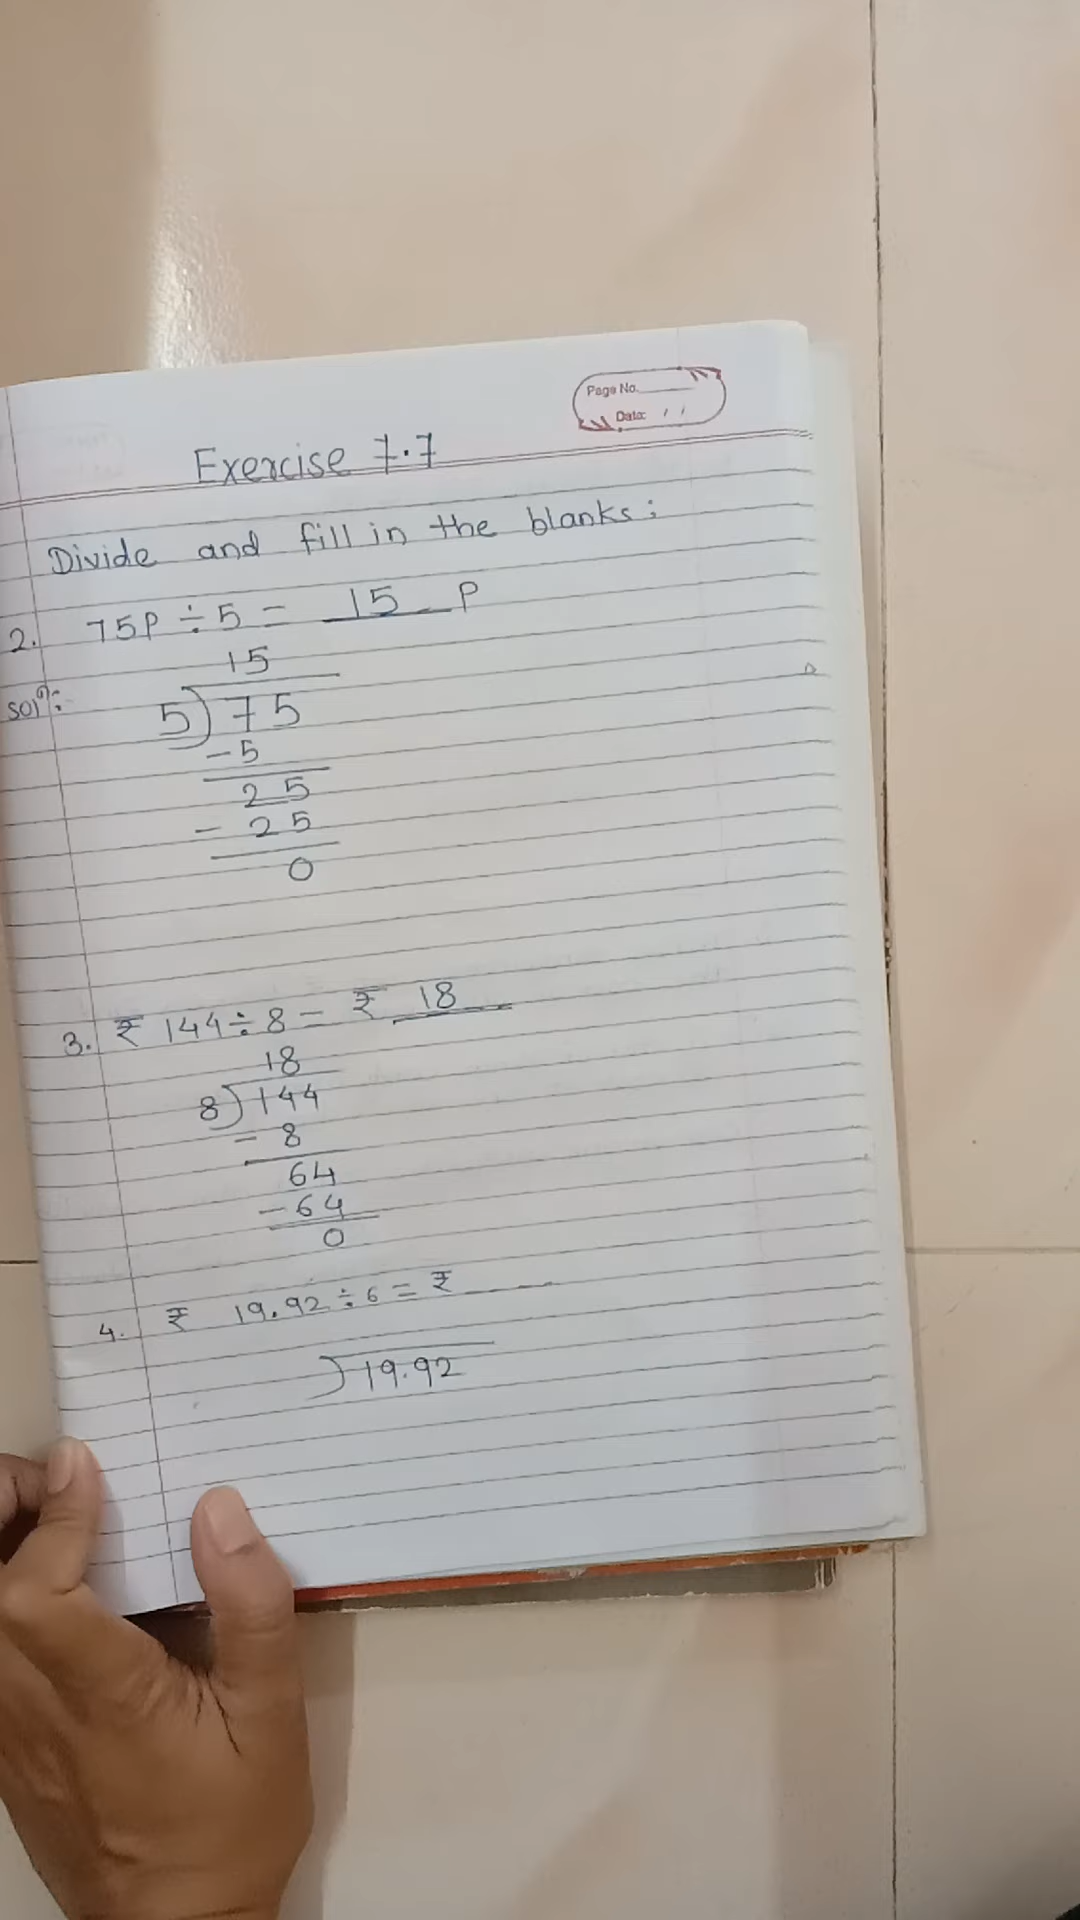 Page No.
Date: / /
Exercise 7.7
Divide and fill in the blanks:
2. 75P ÷ 5 = 15 P
Solⁿ:
15
5)75
-5
25
- 25
0
3. ₹ 144 ÷ 8 = ₹ 18
18
8)144
- 8
64
- 64
0
4. ₹ 19.92 ÷ 6 = ₹ ___
)19.92